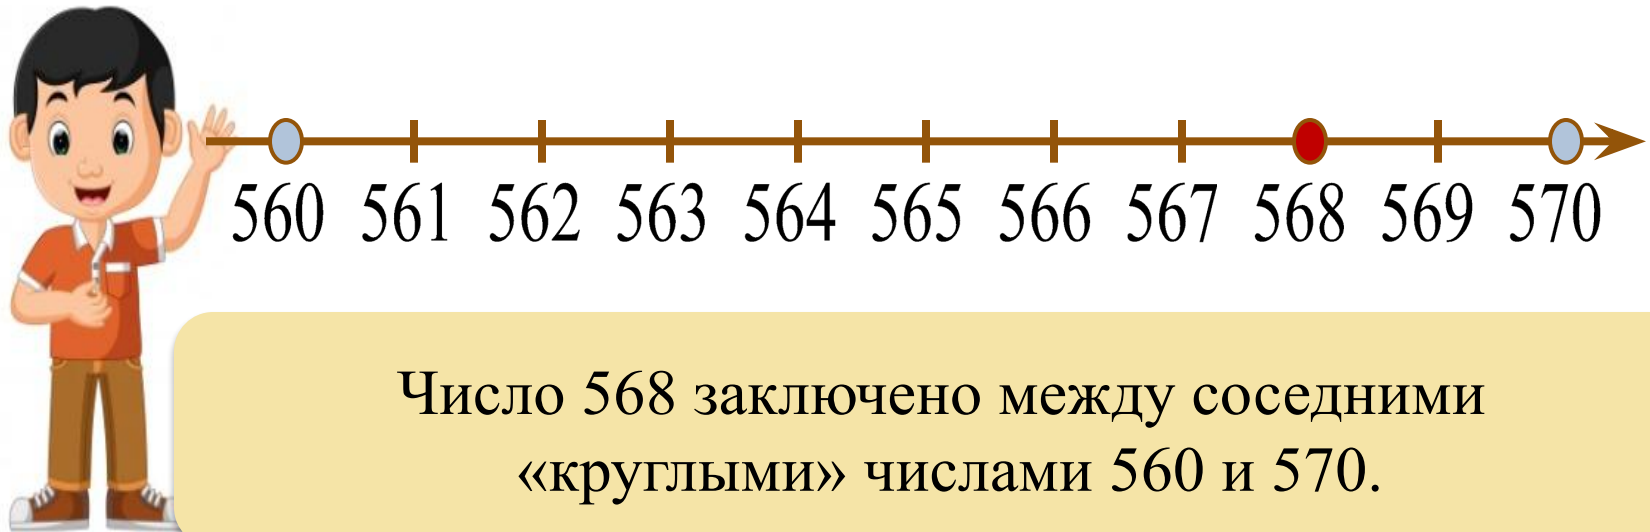 560 561 562 563 564 565 566 567 568 569 570
Число 568 заключено между соседними
«круглыми» числами 560 и 570.